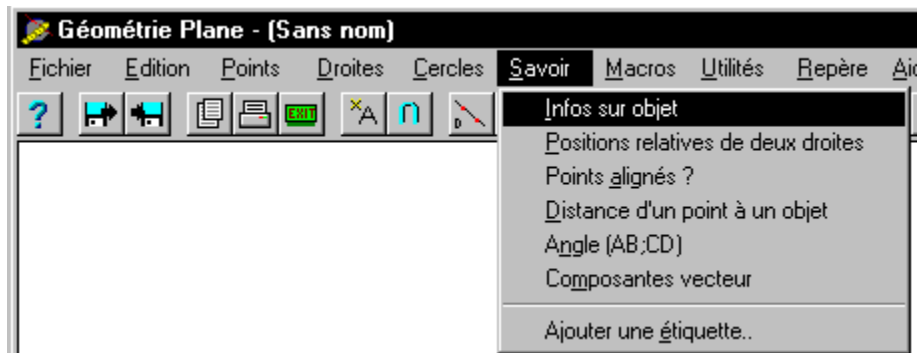 Géométrie Plane - (Sans nom)
Fichier Edition Points Droites Cercles Savoir Macros Utilités Repère
EXIT A D
Infos sur objet
Positions relatives de deux droites
Points alignés ?
Distance d'un point à un objet
Angle (AB;CD)
Composantes vecteur
Ajouter une étiquette..